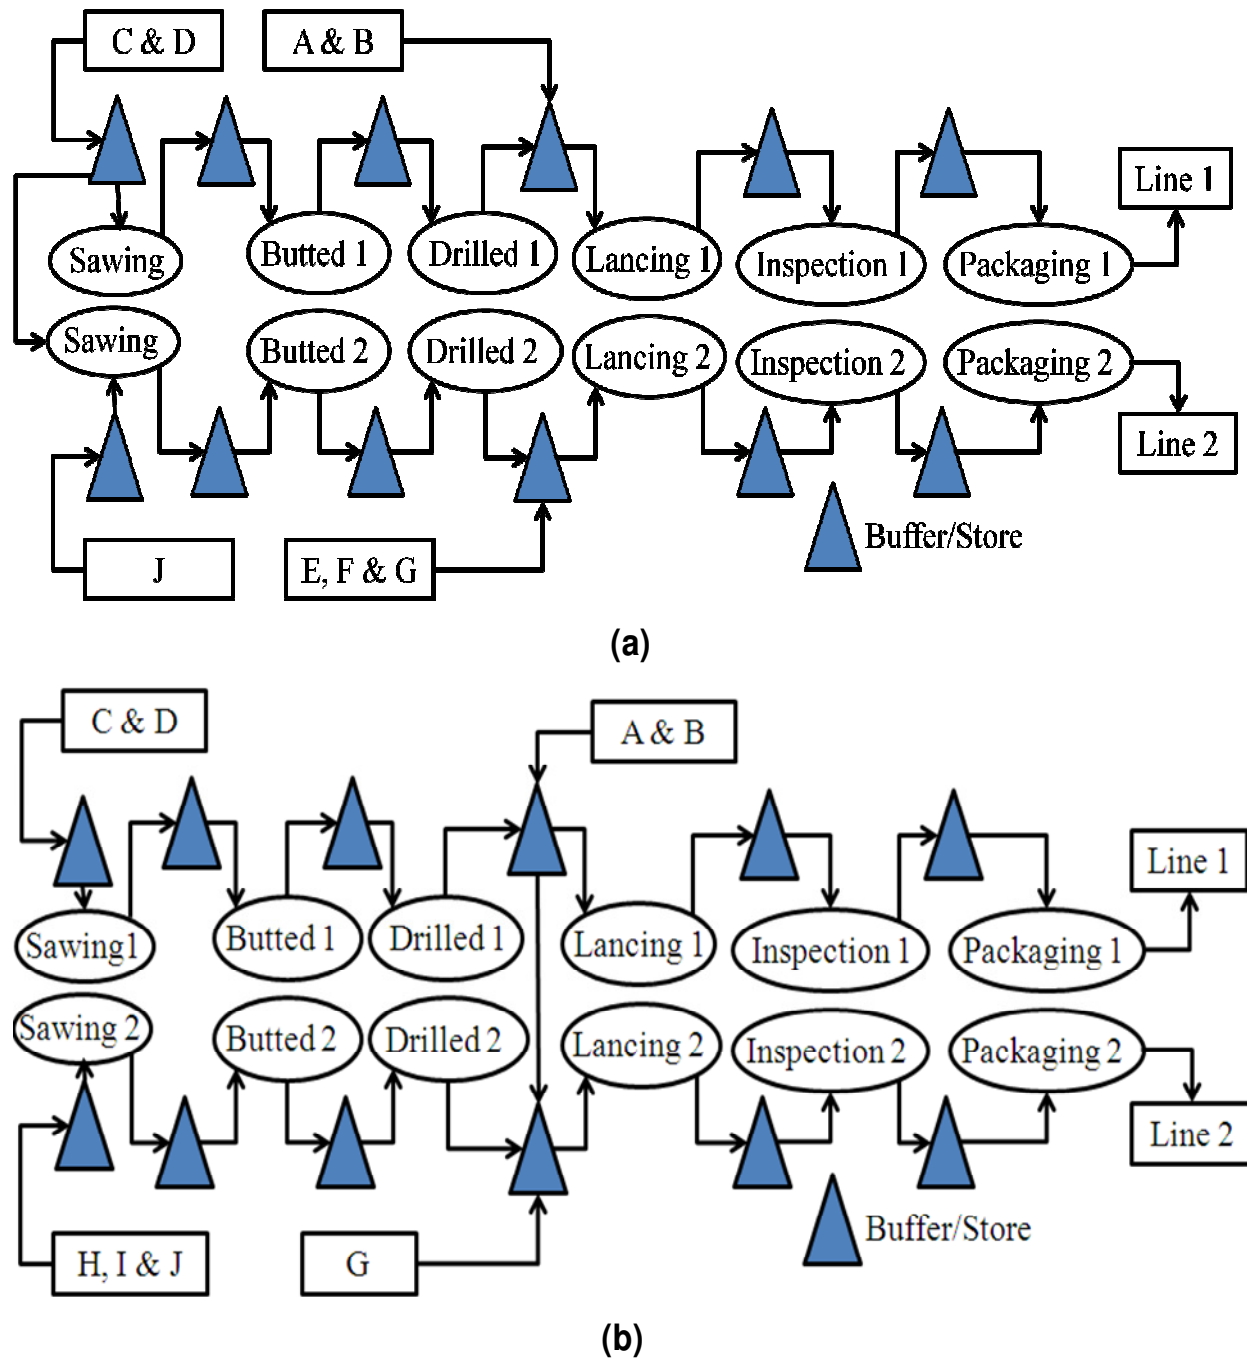 C & D
A & B
Line 1
Sawing
Butted 1
Drilled 1
Lancing 1
Inspection 1
Packaging 1
Sawing
Butted 2
Drilled 2
Lancing 2
Inspection 2
Packaging 2
Line 2
J
E, F & G
Buffer/Store
(a)
C & D
A & B
Line 1
Sawing1
Butted 1
Drilled 1
Lancing 1
Inspection 1
Packaging 1
Sawing 2
Butted 2
Drilled 2
Lancing 2
Inspection 2
Packaging 2
Line 2
H, I & J
G
Buffer/Store
(b)